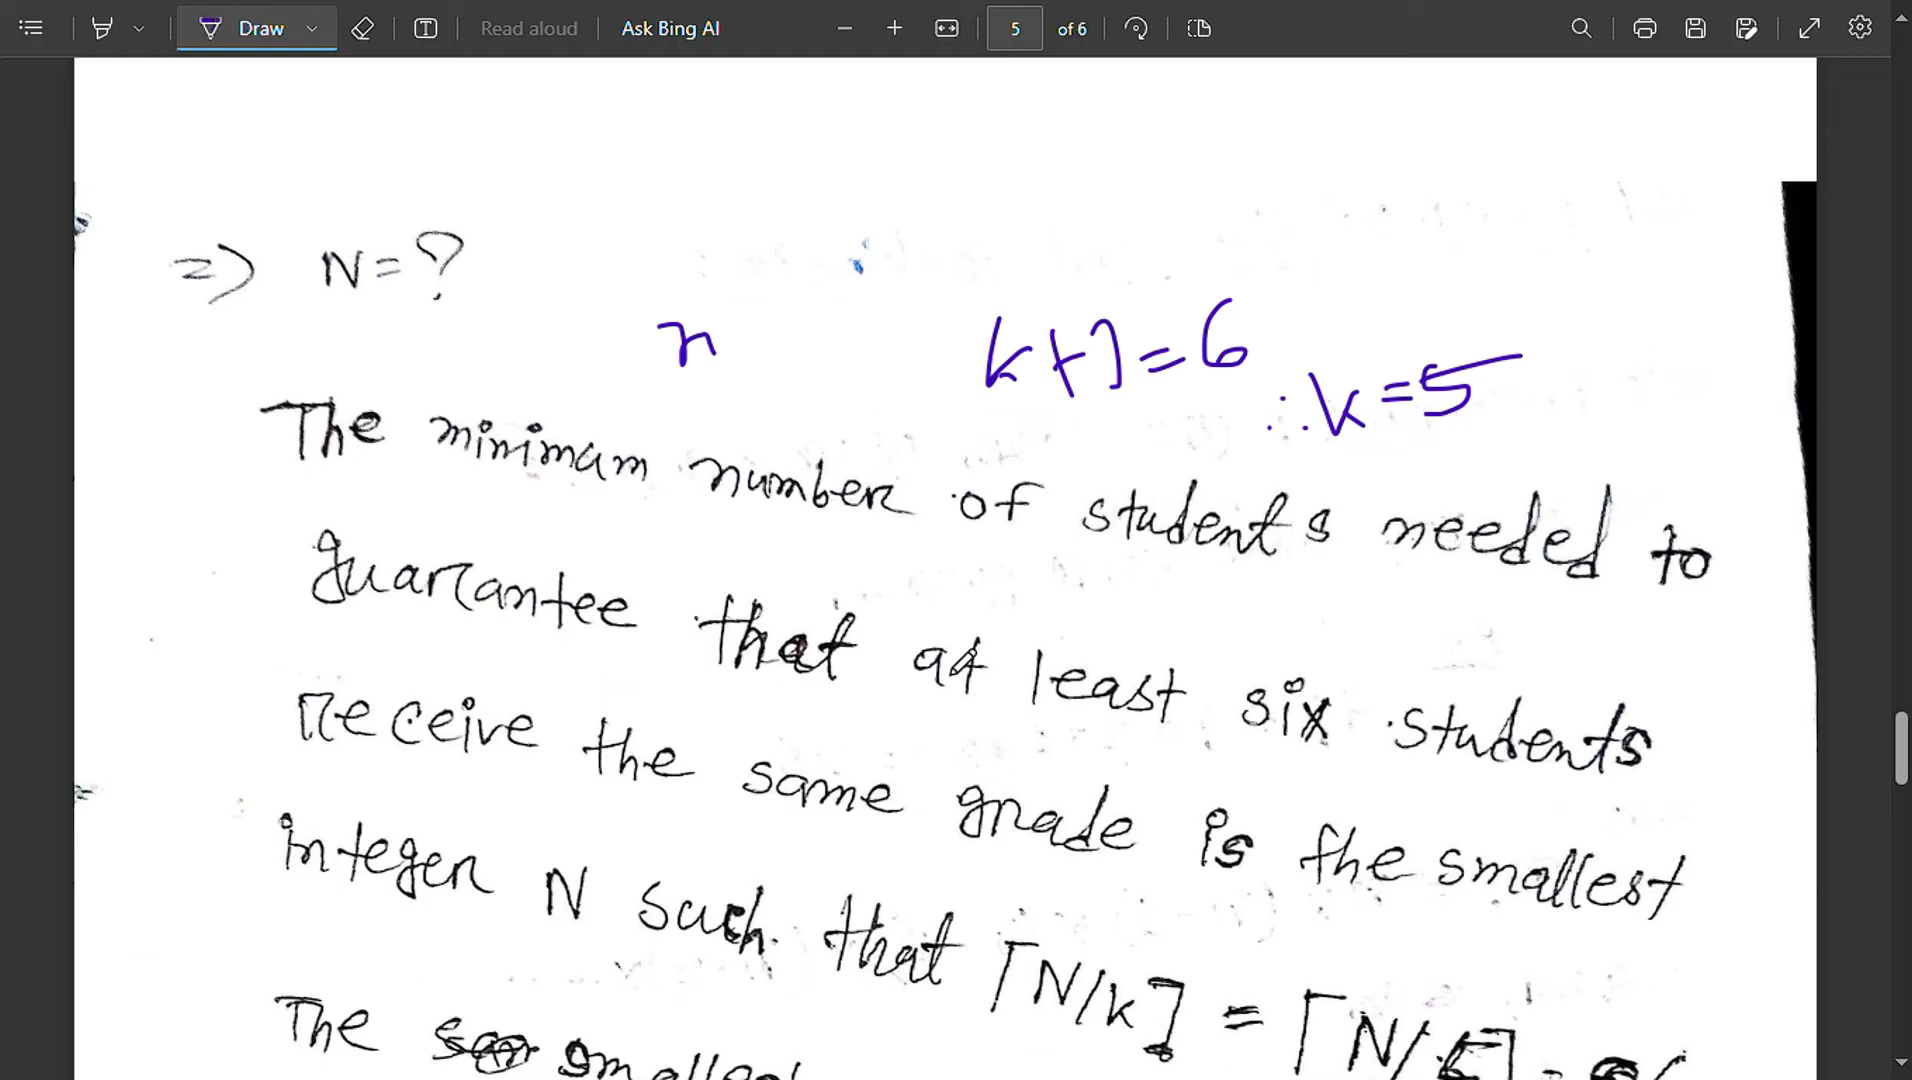 Draw
Read aloud
Ask Bing AI
5
of 6
=> N=?
n
k+1=6
∴k=5
The minimum number of students needed to
guarantee that at least six students
receive the same grade is the smallest
integer N such that ⌈N/k⌉ = ⌈N/5⌉ =
The smallest